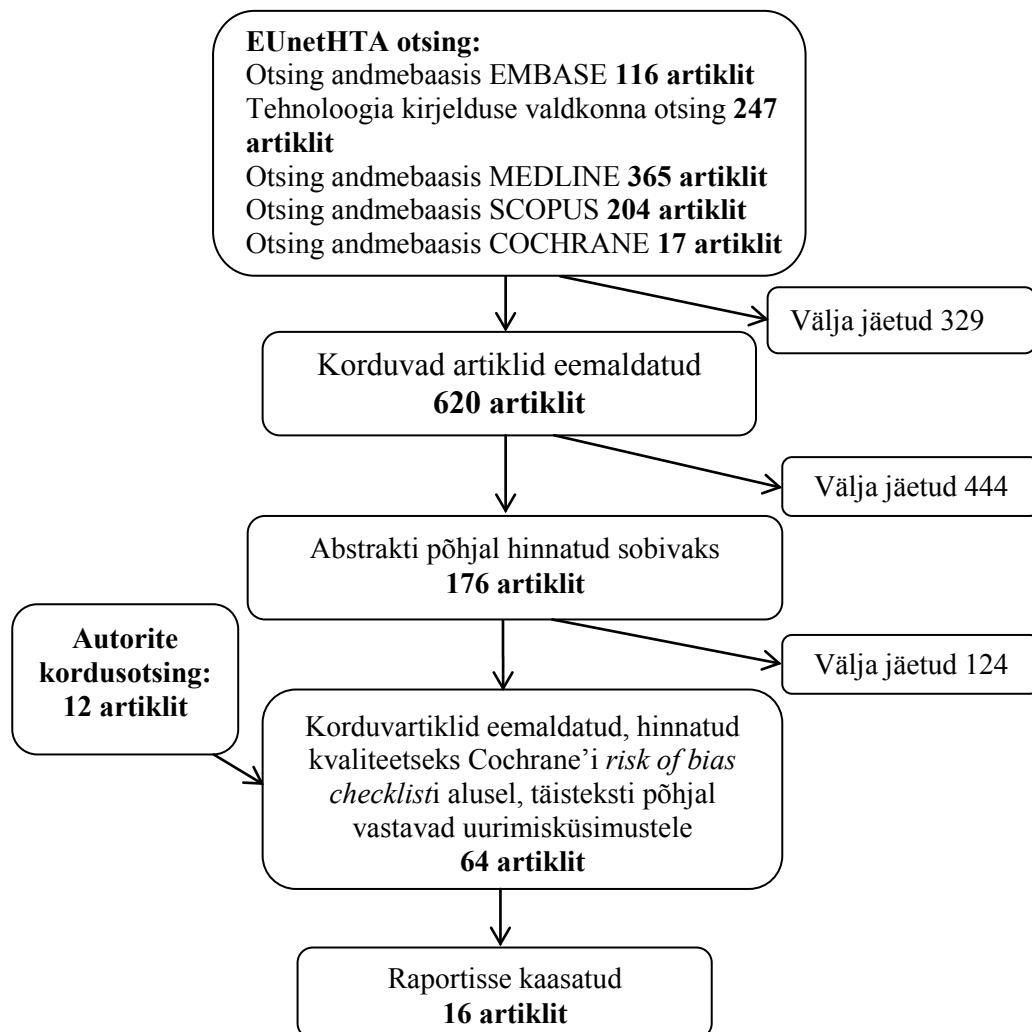 EUnetHTA otsing:
Otsing andmebaasis EMBASE 116 artiklit
Tehnoloogia kirjelduse valdkonna otsing 247
artiklit
Otsing andmebaasis MEDLINE 365 artiklit
Otsing andmebaasis SCOPUS 204 artiklit
Otsing andmebaasis COCHRANE 17 artiklit
Välja jäetud 329
Korduvad artiklid eemaldatud
620 artiklit
Välja jäetud 444
Abstrakti põhjal hinnatud sobivaks
176 artiklit
Autorite
kordusotsing:
12 artiklit
Välja jäetud 124
Korduvartiklid eemaldatud, hinnatud
kvaliteetseks Cochrane’i risk of bias
checklisti alusel, täisteksti põhjal
vastavad uurimisküsimustele
64 artiklit
Raportisse kaasatud
16 artiklit